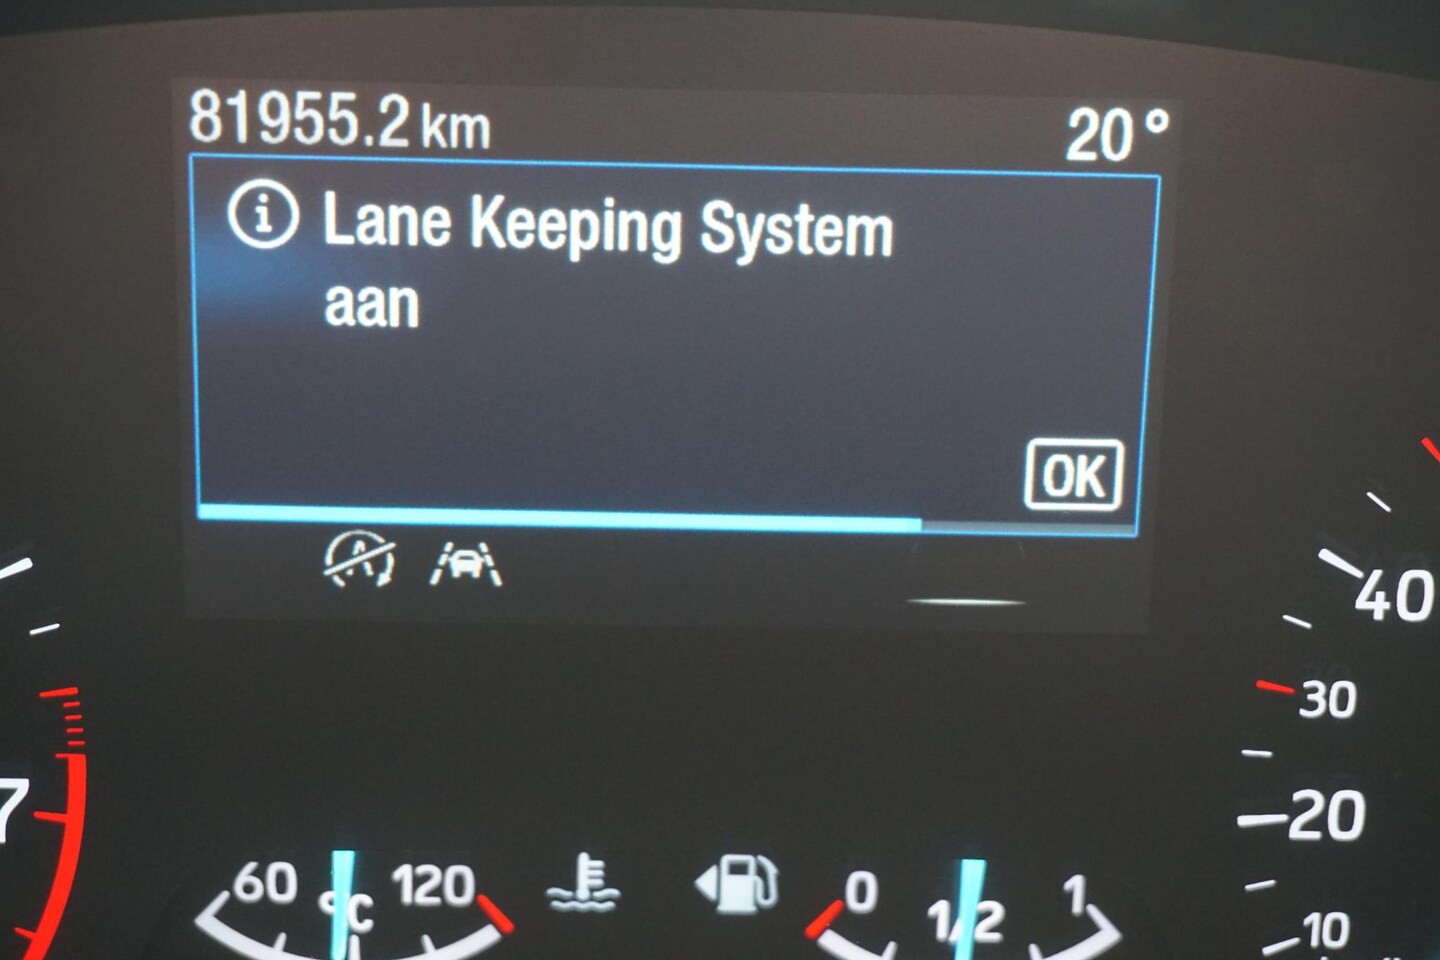 81955.2 km 20°
Lane Keeping System
aan
OK
40
30
20
10
7
60 °C 120
0 1/2 1